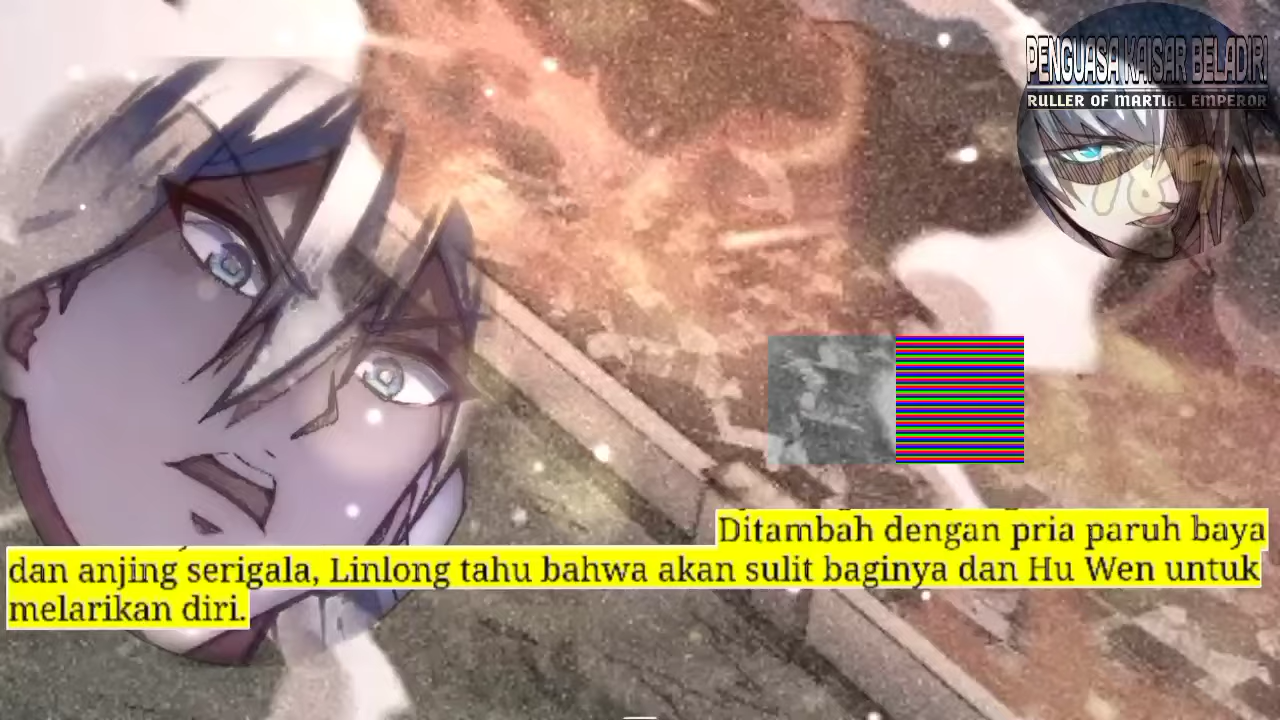 PENGUASA KAISAR BELADIRI
RULLER OF MARTIAL EMPEROR
Ditambah dengan pria paruh baya
dan anjing serigala, Linlong tahu bahwa akan sulit baginya dan Hu Wen untuk
melarikan diri.